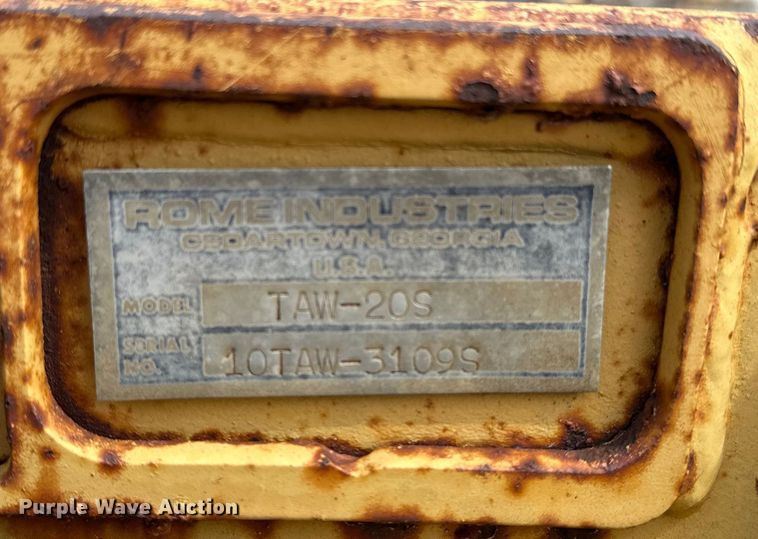 ROME INDUSTRIES
CEDARTOWN, GEORGIA
U.S.A.
MODEL TAW-20S
SERIAL NO. 10TAW-3109S
Purple Wave Auction